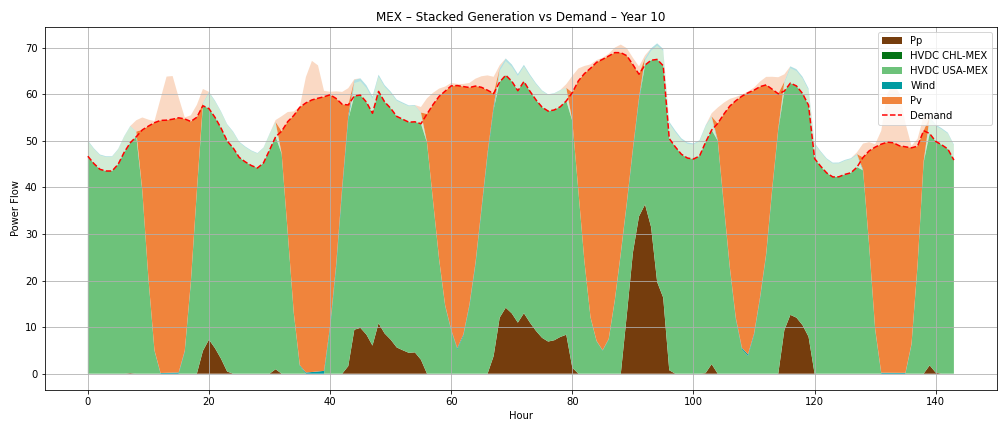 MEX – Stacked Generation vs Demand – Year 10
Power Flow
70
60
50
40
30
20
10
0
Pp
HVDC CHL-MEX
HVDC USA-MEX
Wind
Pv
Demand
0 20 40 60 80 100 120 140
Hour